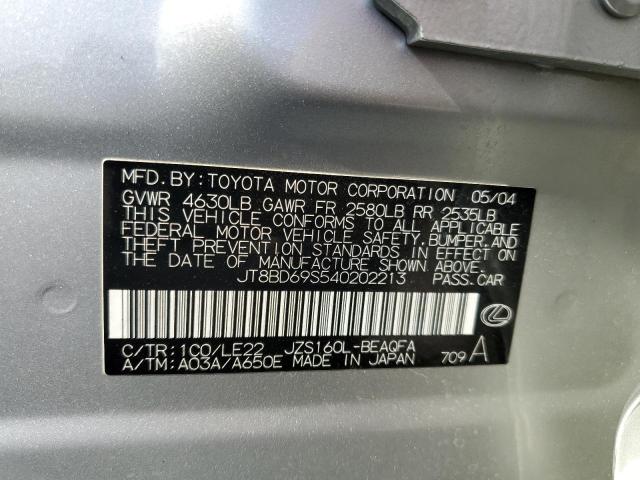 MFD. BY: TOYOTA MOTOR CORPORATION 05/04
GVWR 4630LB GAWR FR 2580LB RR 2535LB
THIS VEHICLE CONFORMS TO ALL APPLICABLE
FEDERAL MOTOR VEHICLE SAFETY, BUMPER, AND
THEFT PREVENTION STANDARDS IN EFFECT ON
THE DATE OF MANUFACTURE SHOWN ABOVE.
JT8BD69S540202213 PASS. CAR
C/TR: 1C0/LE22 JZS160L-BEAQFA
A/TM: A03A/A650E MADE IN JAPAN 709 A